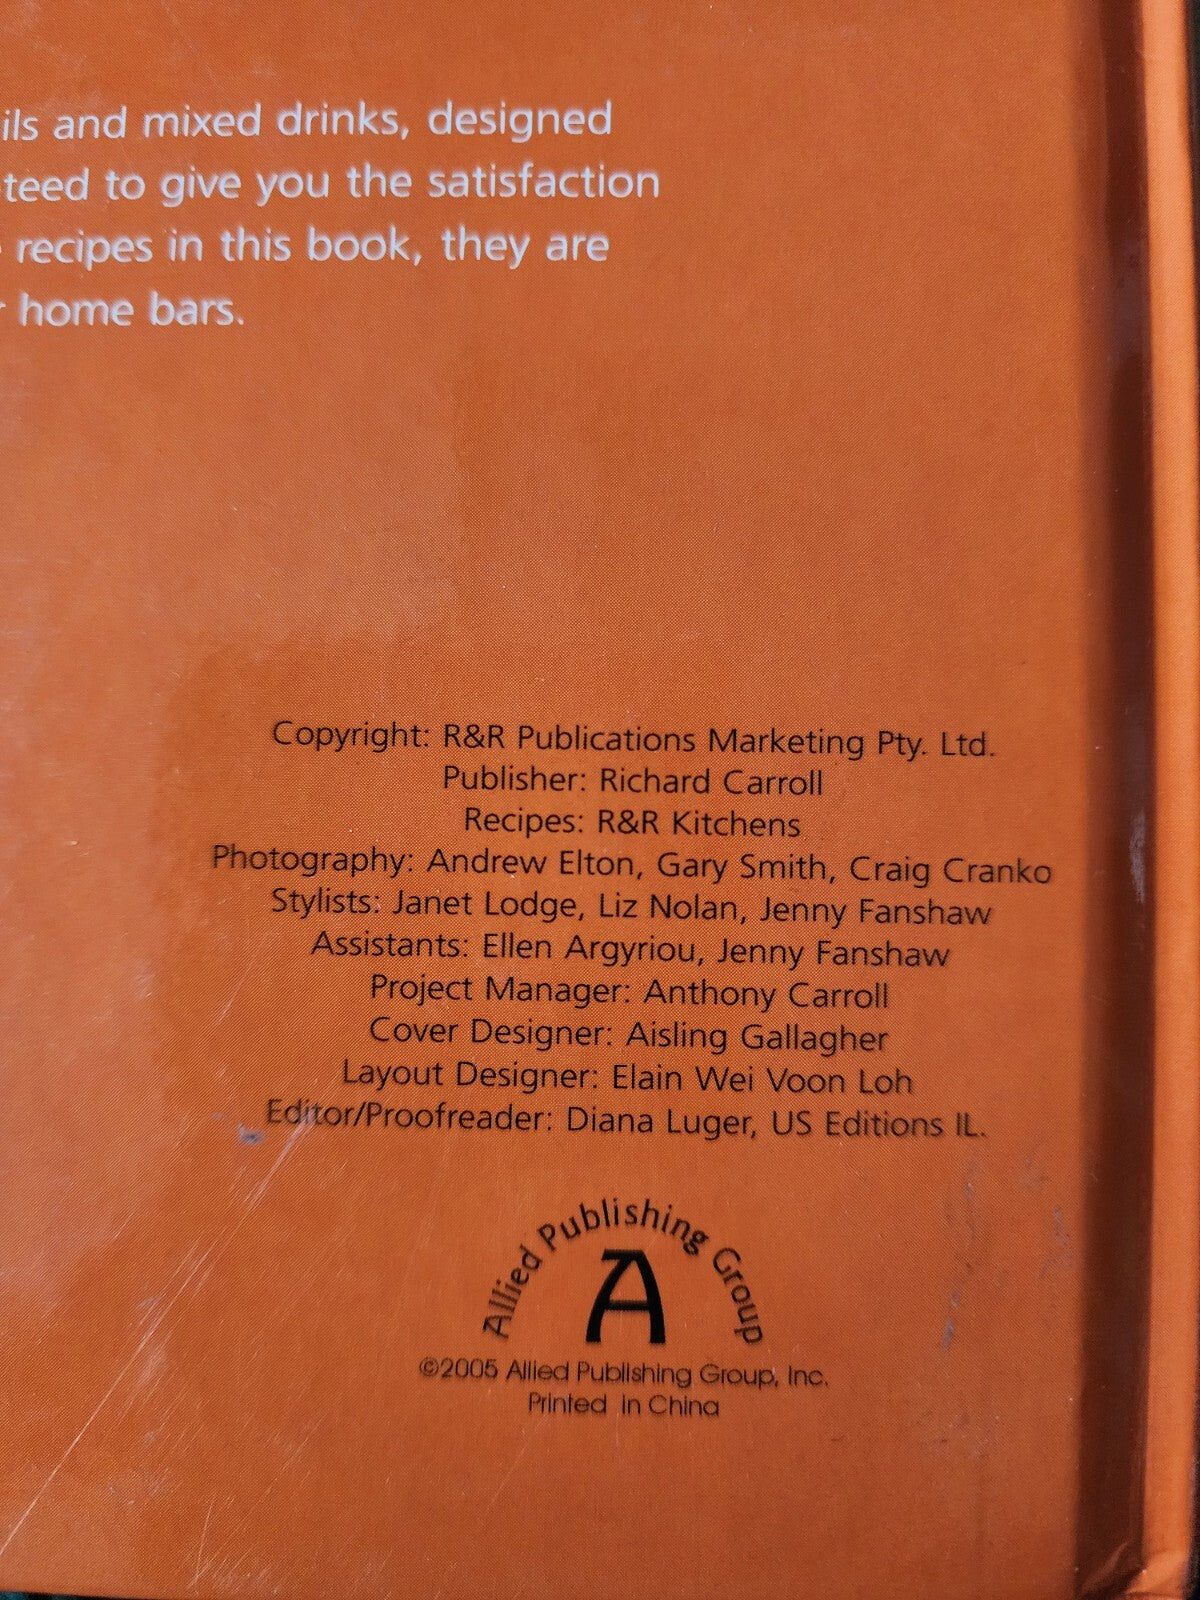 ils and mixed drinks, designed
teed to give you the satisfaction
recipes in this book, they are
r home bars.
Copyright: R&R Publications Marketing Pty. Ltd.
Publisher: Richard Carroll
Recipes: R&R Kitchens
Photography: Andrew Elton, Gary Smith, Craig Cranko
Stylists: Janet Lodge, Liz Nolan, Jenny Fanshaw
Assistants: Ellen Argyriou, Jenny Fanshaw
Project Manager: Anthony Carroll
Cover Designer: Aisling Gallagher
Layout Designer: Elain Wei Voon Loh
Editor/Proofreader: Diana Luger, US Editions IL.
Allied Publishing Group
A
©2005 Allied Publishing Group, Inc.
Printed in China